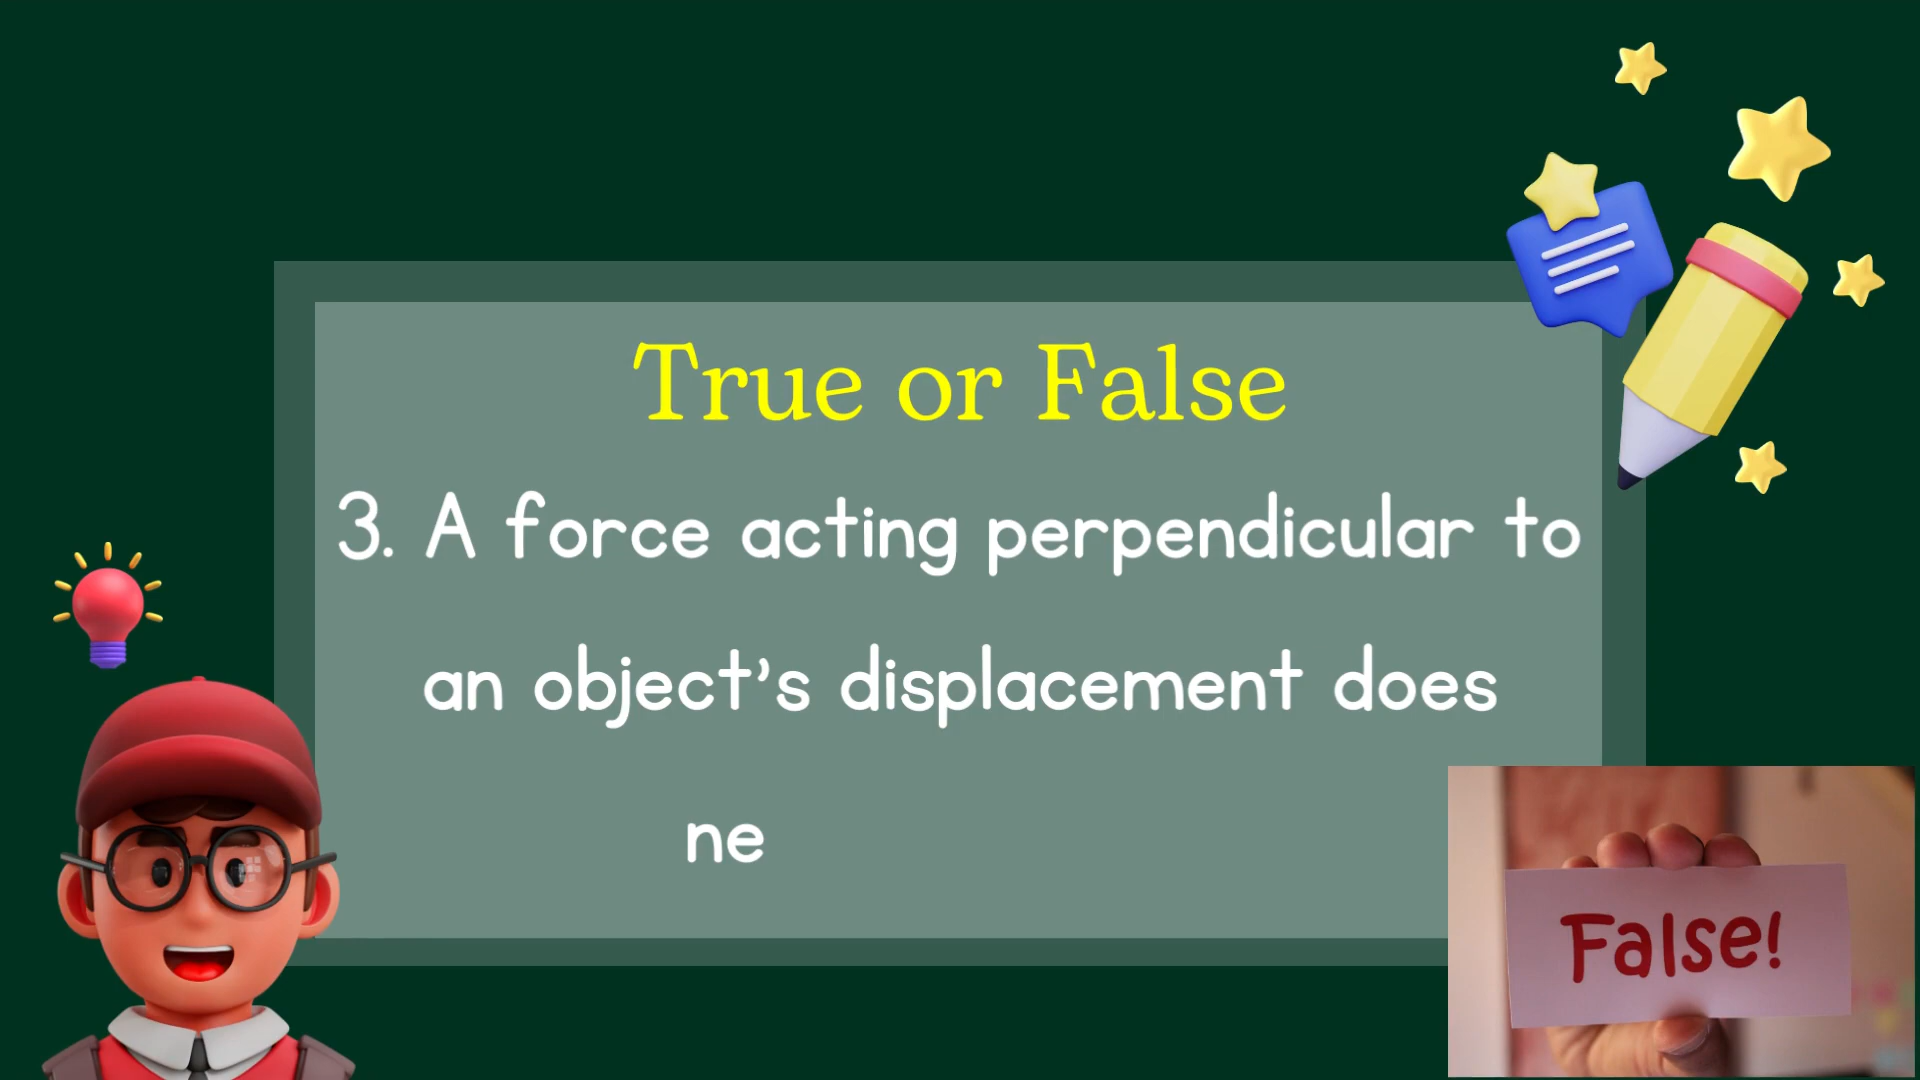 True or False
3. A force acting perpendicular to
an object's displacement does
ne
False!